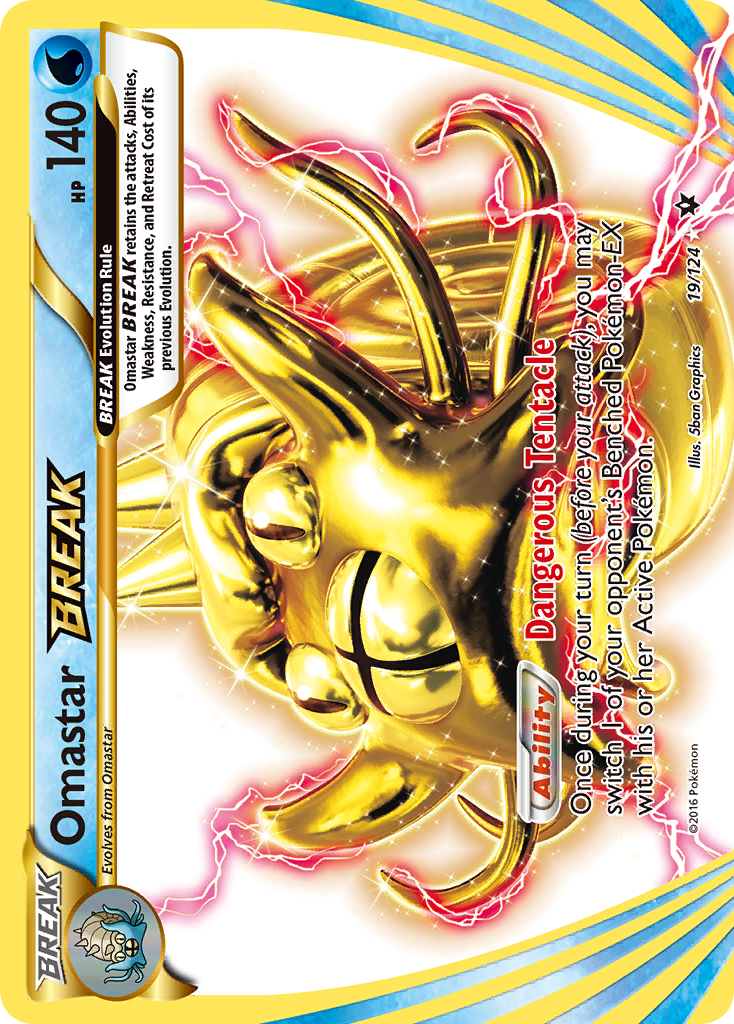 BREAK
Omastar BREAK
HP 140
Evolves from Omastar
BREAK Evolution Rule
Omastar BREAK retains the attacks, Abilities,
Weakness, Resistance, and Retreat Cost of its
previous Evolution.
Ability Dangerous Tentacle
Once during your turn (before your attack), you may
switch 1 of your opponent's Benched Pokémon-EX
with his or her Active Pokémon.
©2016 Pokémon
Illus. 5ban Graphics
19/124